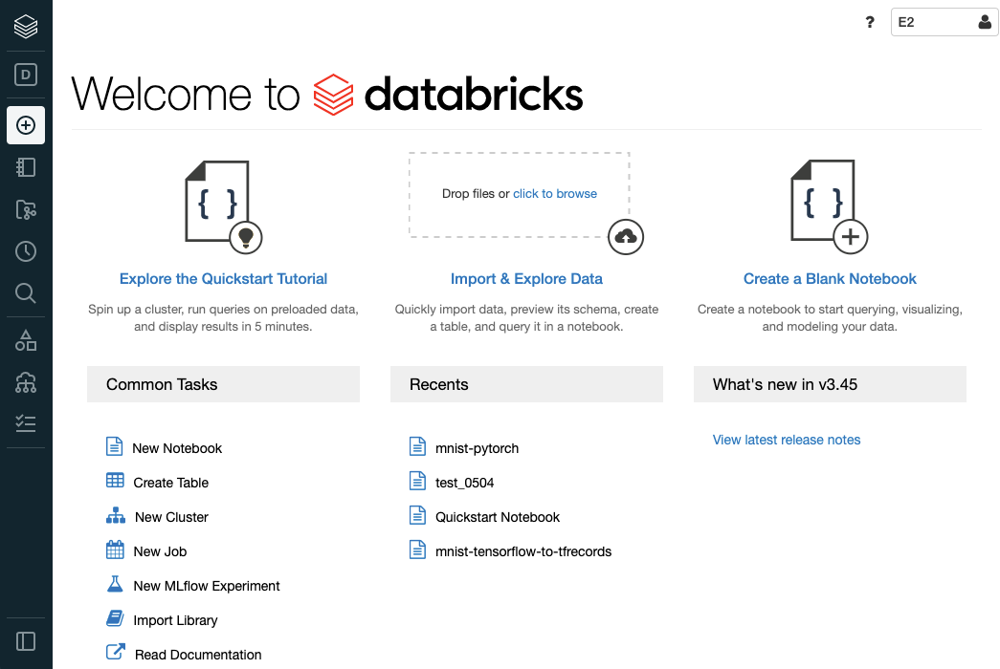 ? E2
D
Welcome to databricks
{ }
Drop files or click to browse
{ }
Explore the Quickstart Tutorial
Spin up a cluster, run queries on preloaded data,
and display results in 5 minutes.
Import & Explore Data
Quickly import data, preview its schema, create
a table, and query it in a notebook.
Create a Blank Notebook
Create a notebook to start querying, visualizing,
and modeling your data.
Common Tasks
New Notebook
Create Table
New Cluster
New Job
New MLflow Experiment
Import Library
Read Documentation
Recents
mnist-pytorch
test_0504
Quickstart Notebook
mnist-tensorflow-to-tfrecords
What's new in v3.45
View latest release notes